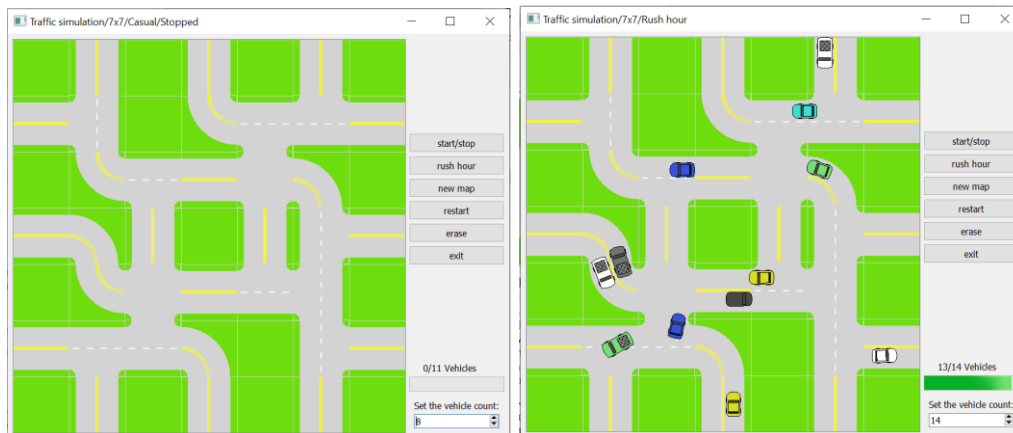 Traffic simulation/7x7/Casual/Stopped
start/stop
rush hour
new map
restart
erase
exit
0/11 Vehicles
Set the vehicle count:
8
Traffic simulation/7x7/Rush hour
start/stop
rush hour
new map
restart
erase
exit
13/14 Vehicles
Set the vehicle count:
14